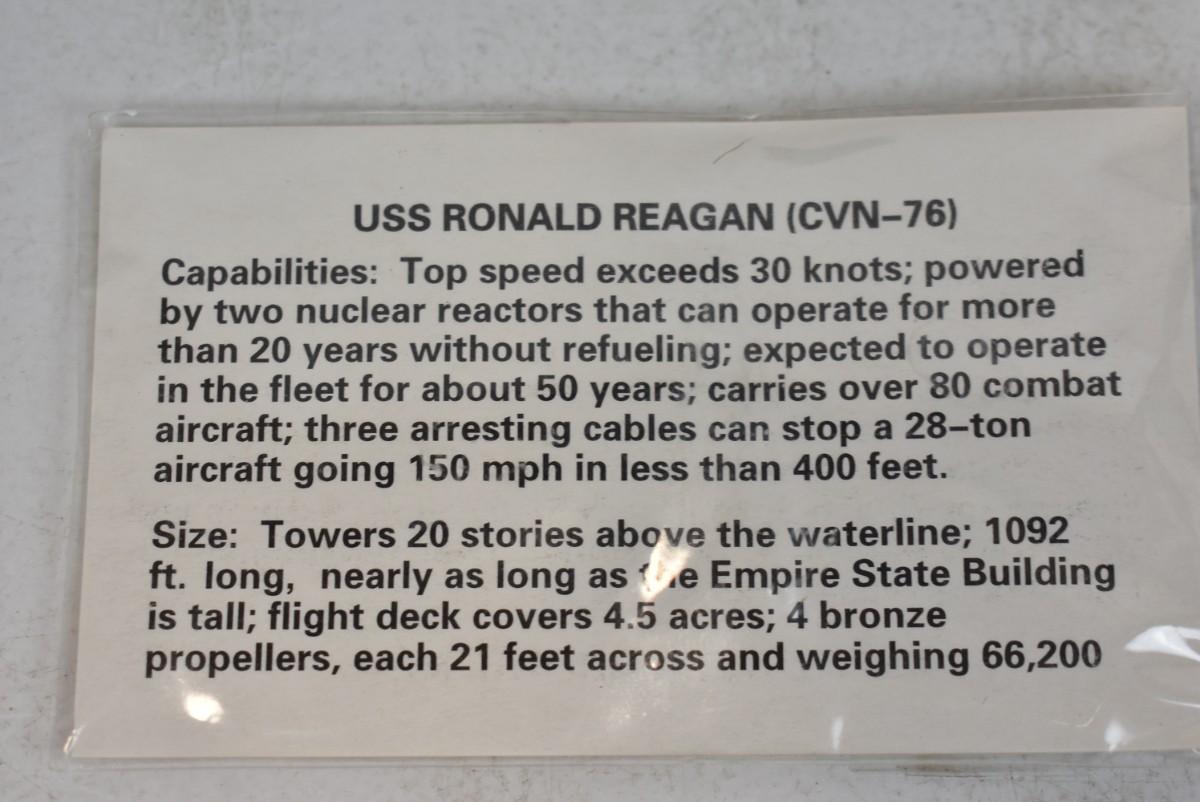 USS RONALD REAGAN (CVN-76)
Capabilities: Top speed exceeds 30 knots; powered
by two nuclear reactors that can operate for more
than 20 years without refueling; expected to operate
in the fleet for about 50 years; carries over 80 combat
aircraft; three arresting cables can stop a 28-ton
aircraft going 150 mph in less than 400 feet.
Size: Towers 20 stories above the waterline; 1092
ft. long, nearly as long as the Empire State Building
is tall; flight deck covers 4.5 acres; 4 bronze
propellers, each 21 feet across and weighing 66,200